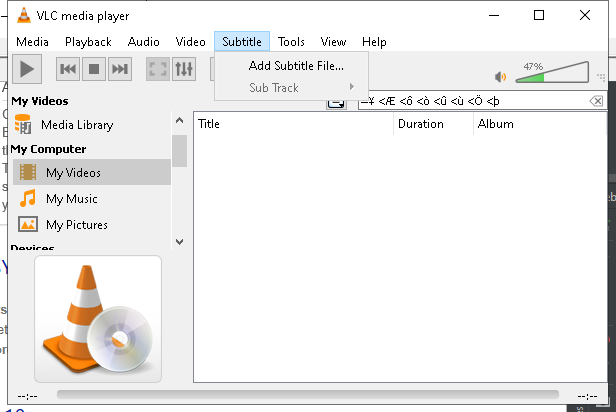 VLC media player
Media Playback Audio Video Subtitle Tools View Help
Add Subtitle File...
47%
Sub Track
My Videos
Media Library
Title Duration Album
My Computer
My Videos
My Music
My Pictures
Devices
--:-- --:--